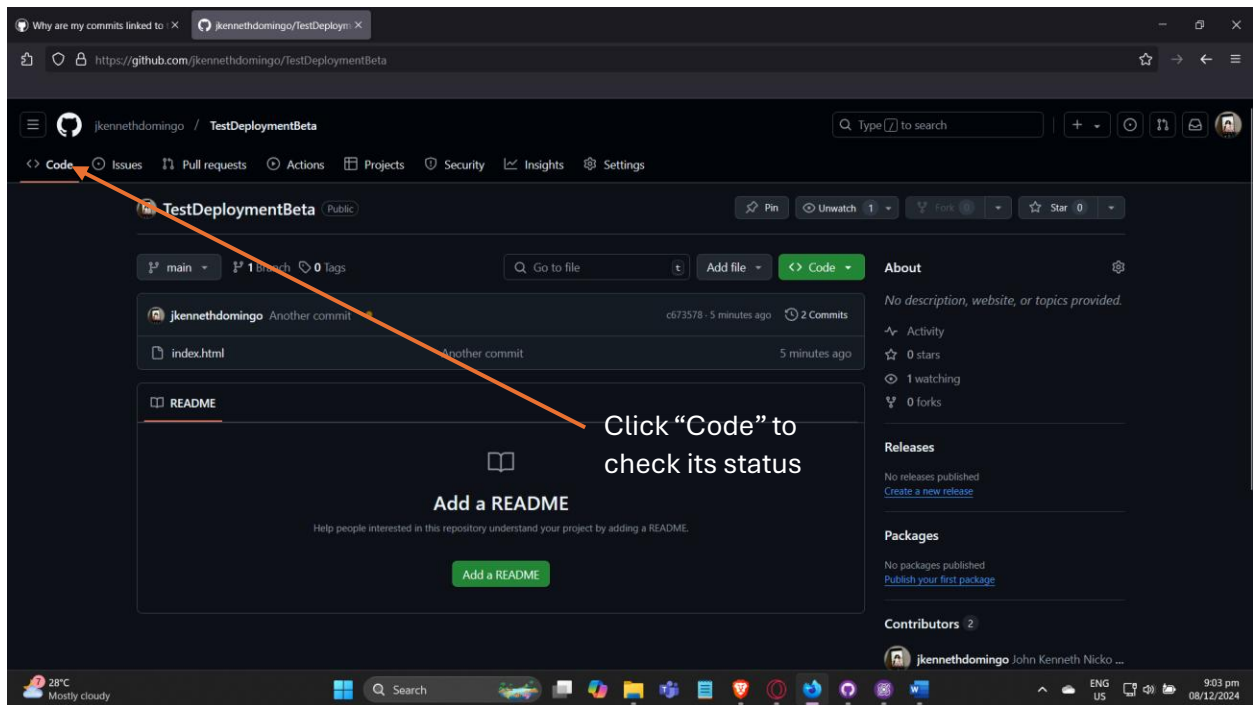 Why are my commits linked to
jkennethdomingo/TestDeploym
https://github.com/jkennethdomingo/TestDeploymentBeta
jkennethdomingo / TestDeploymentBeta
Type / to search
<> Code
Issues
Pull requests
Actions
Projects
Security
Insights
Settings
TestDeploymentBeta Public
Pin
Unwatch 1
Fork 0
Star 0
main
1 Branch
0 Tags
Go to file
t
Add file
<> Code
jkennethdomingo Another commit
c673578 · 5 minutes ago
2 Commits
index.html
Another commit
5 minutes ago
README
Add a README
Help people interested in this repository understand your project by adding a README.
Add a README
Click “Code” to
check its status
About
No description, website, or topics provided.
Activity
0 stars
1 watching
0 forks
Releases
No releases published
Create a new release
Packages
No packages published
Publish your first package
Contributors 2
jkennethdomingo John Kenneth Nicko ...
7
28°C
Mostly cloudy
Search
ENG
US
9:03 pm
08/12/2024